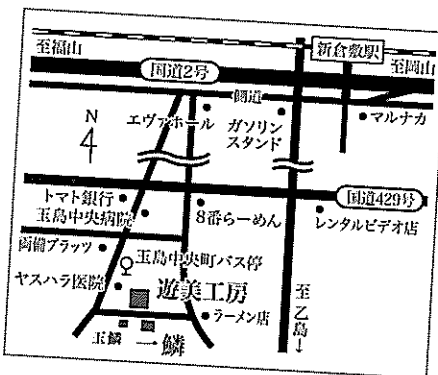 至福山
新倉敷駅
至岡山
国道2号
側道
エヴァホール
ガソリン
スタンド
マルナカ
N
4
国道429号
トマト銀行
玉島中央病院
8番らーめん
レンタルビデオ店
両備プラッツ
玉島中央町バス停
ヤスハラ医院
遊美工房
ラーメン店
至乙島→
玉鱗
一鱗